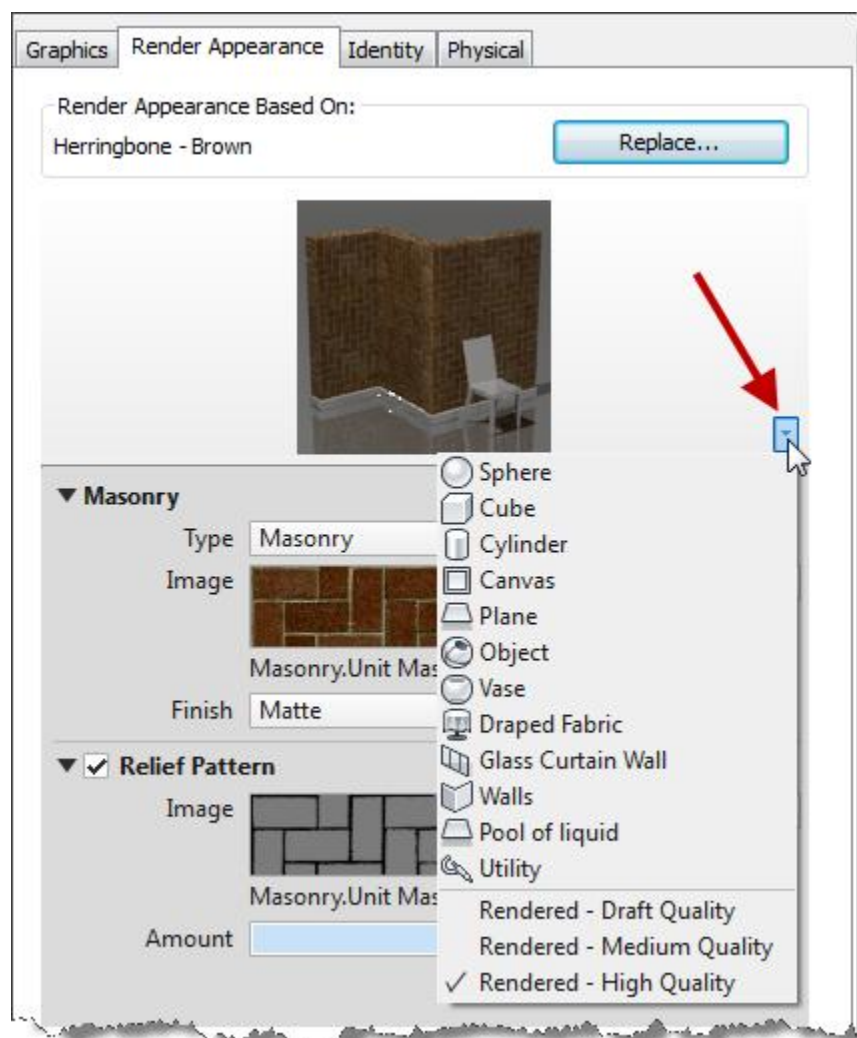 Graphics Render Appearance Identity Physical
Render Appearance Based On:
Herringbone - Brown Replace...
Masonry
Type Masonry
Image
Masonry.Unit Mas
Finish Matte
Relief Pattern
Image
Masonry.Unit Mas
Amount
Sphere
Cube
Cylinder
Canvas
Plane
Object
Vase
Draped Fabric
Glass Curtain Wall
Walls
Pool of liquid
Utility
Rendered - Draft Quality
Rendered - Medium Quality
Rendered - High Quality